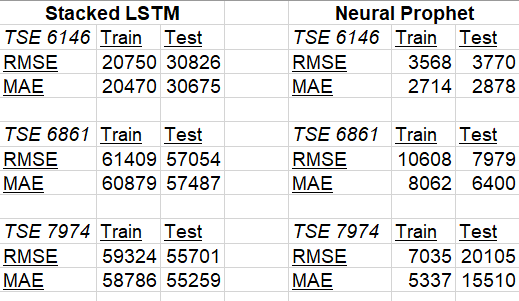 Stacked LSTM Neural Prophet
TSE 6146 Train Test TSE 6146 Train Test
RMSE 20750 30826 RMSE 3568 3770
MAE 20470 30675 MAE 2714 2878
TSE 6861 Train Test TSE 6861 Train Test
RMSE 61409 57054 RMSE 10608 7979
MAE 60879 57487 MAE 8062 6400
TSE 7974 Train Test TSE 7974 Train Test
RMSE 59324 55701 RMSE 7035 20105
MAE 58786 55259 MAE 5337 15510